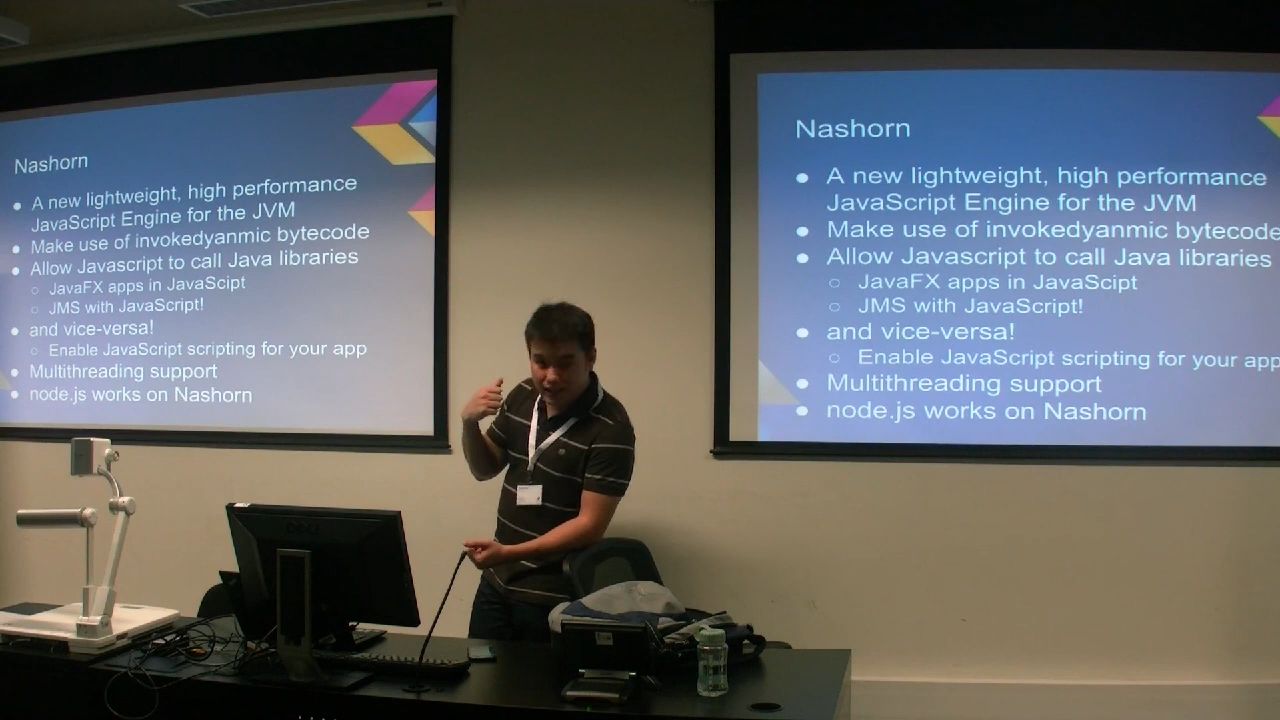 Nashorn
A new lightweight, high performance
JavaScript Engine for the JVM
Make use of invokedyanmic bytecode
Allow Javascript to call Java libraries
JavaFX apps in JavaScipt
JMS with JavaScript!
and vice-versa!
Enable JavaScript scripting for your app
Multithreading support
node.js works on Nashorn
Nashorn
A new lightweight, high performance
JavaScript Engine for the JVM
Make use of invokedyanmic bytecode
Allow Javascript to call Java libraries
JavaFX apps in JavaScipt
JMS with JavaScript!
and vice-versa!
Enable JavaScript scripting for your app
Multithreading support
node.js works on Nashorn
DELL